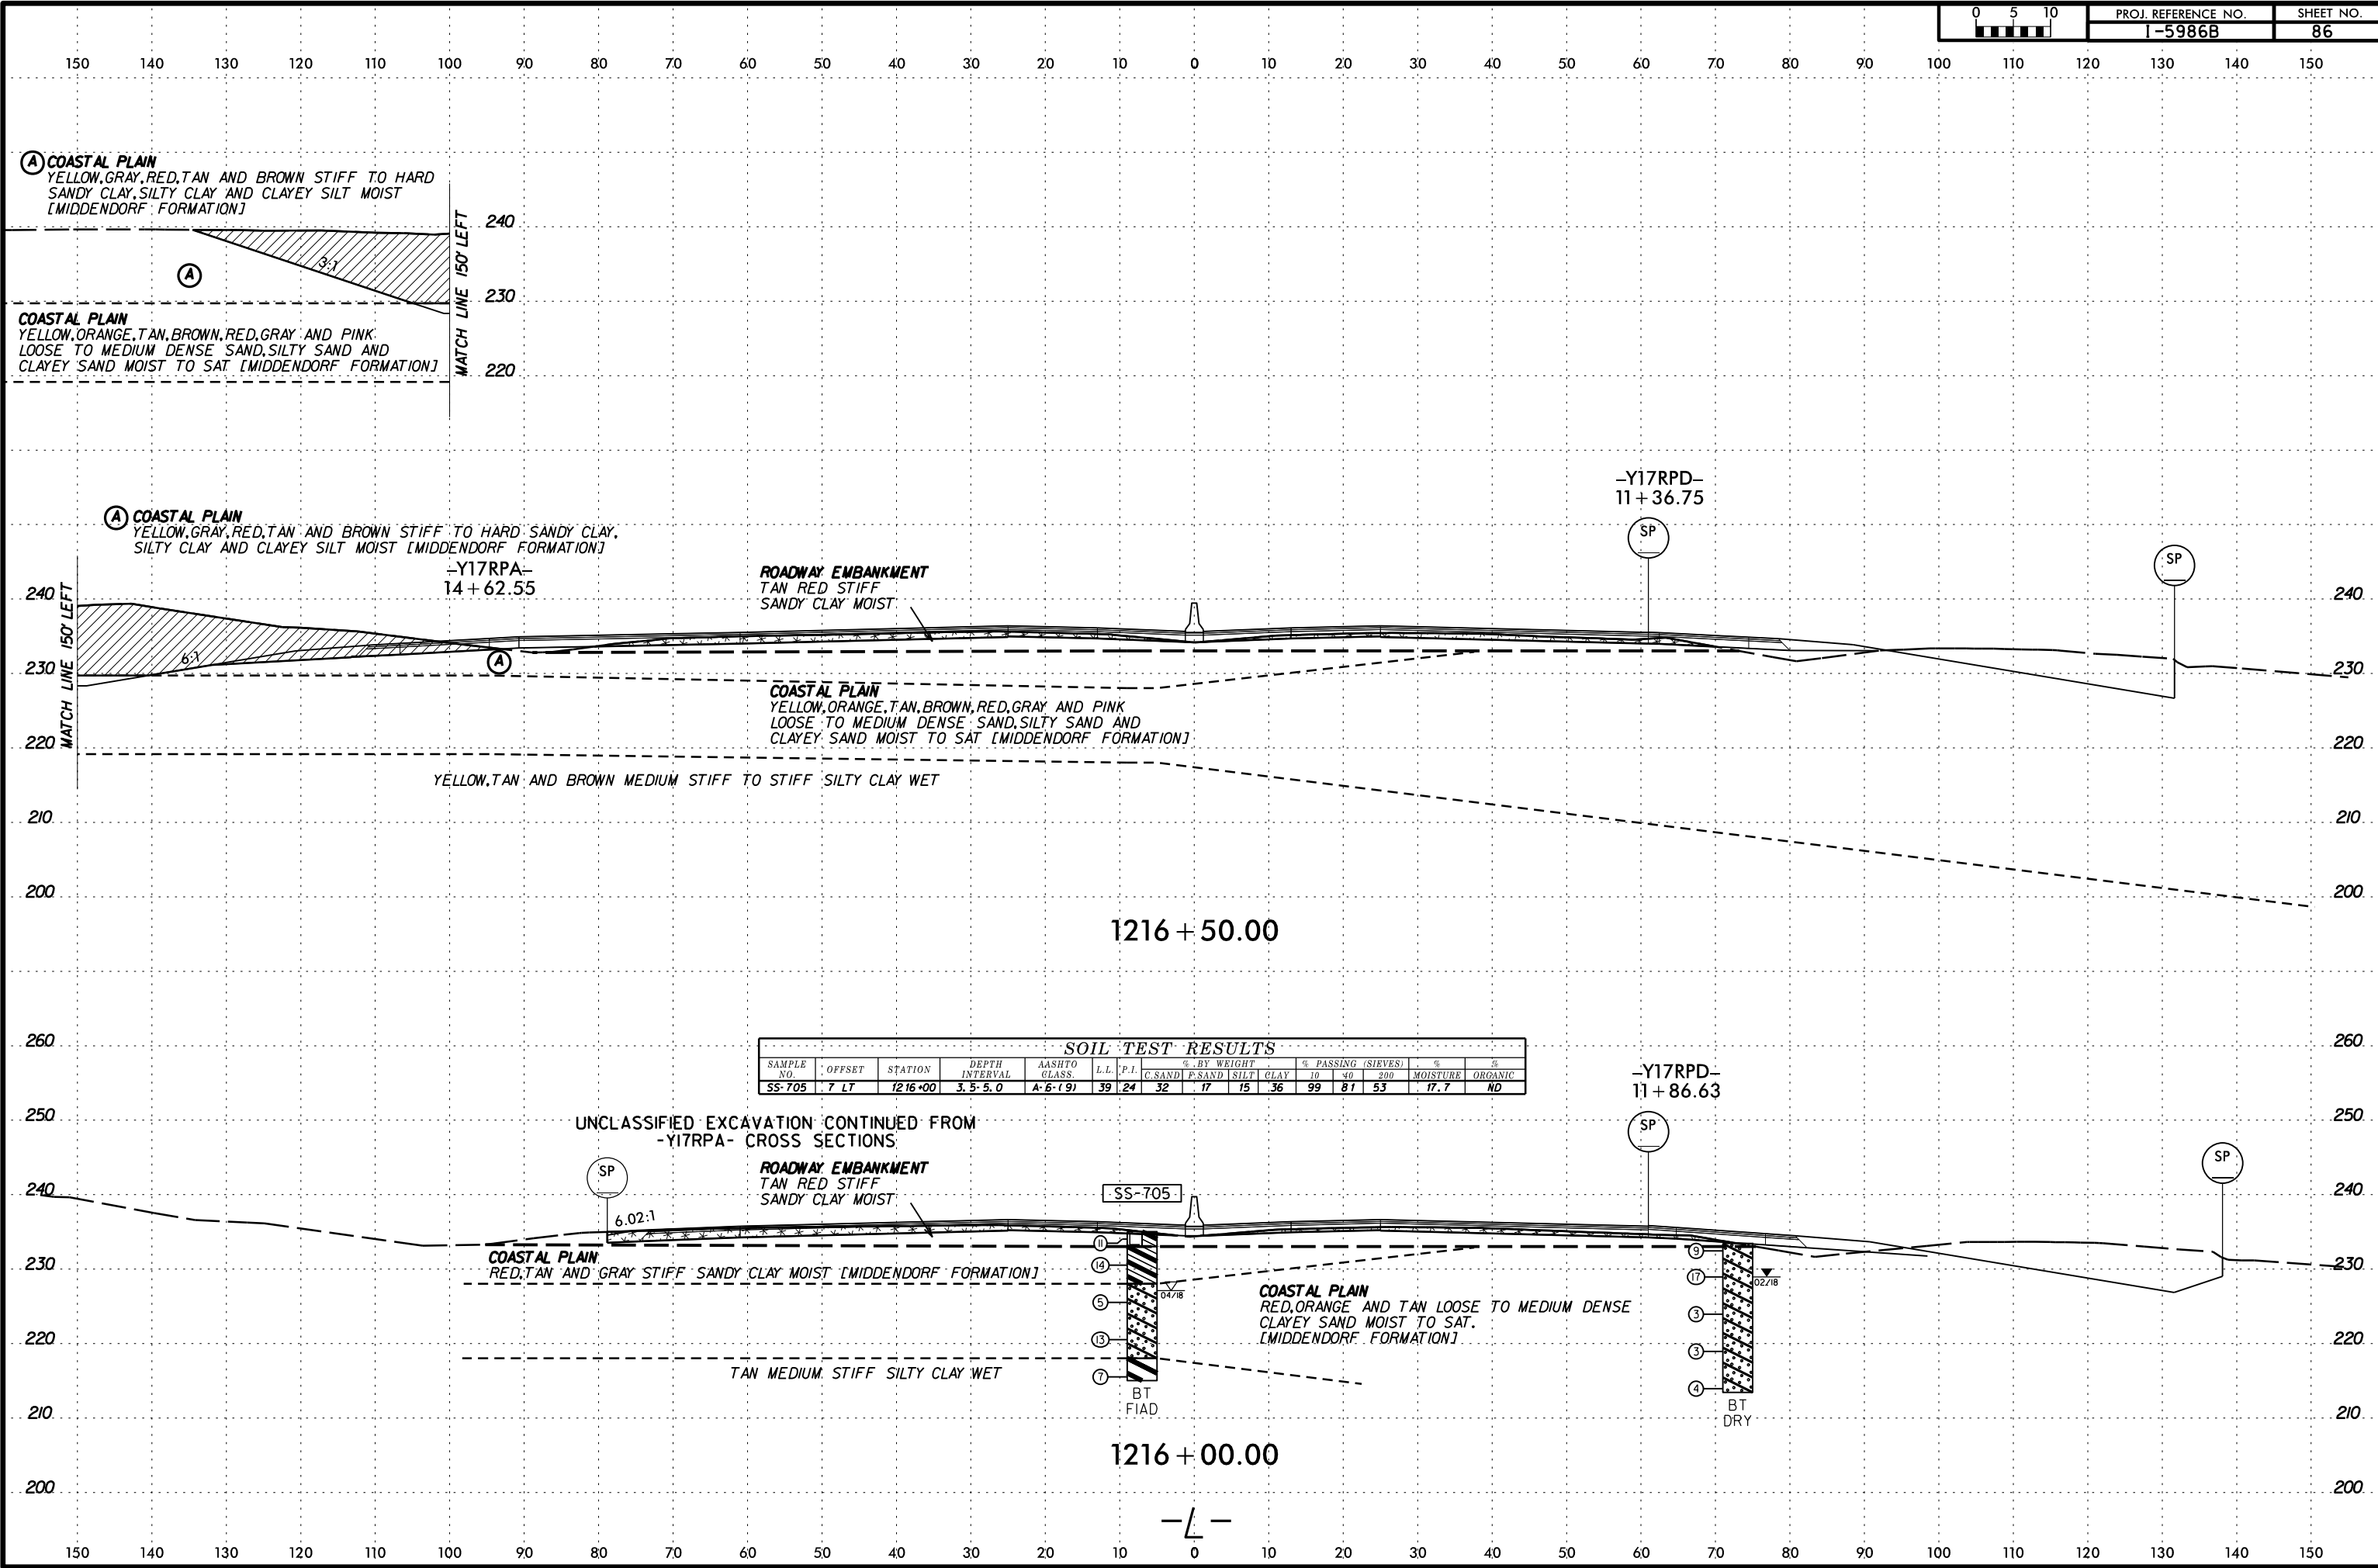 0 5 10
PROJ. REFERENCE NO.
SHEET NO.
I-5986B
86
150 140 130 120 110 100 90 80 70 60 50 40 30 20 10 0 10 20 30 40 50 60 70 80 90 100 110 120 130 140 150
A COASTAL PLAIN
YELLOW,GRAY,RED,TAN AND BROWN STIFF TO HARD
SANDY CLAY,SILTY CLAY AND CLAYEY SILT MOIST
[MIDDENDORF FORMATION]
240
3:1
A
230
MATCH LINE 150' LEFT
COASTAL PLAIN
YELLOW,ORANGE,TAN,BROWN,RED,GRAY AND PINK
LOOSE TO MEDIUM DENSE SAND,SILTY SAND AND
CLAYEY SAND MOIST TO SAT [MIDDENDORF FORMATION]
220
-Y17RPD-
11+36.75
SP
SP
A COASTAL PLAIN
YELLOW,GRAY,RED,TAN AND BROWN STIFF TO HARD SANDY CLAY,
SILTY CLAY AND CLAYEY SILT MOIST [MIDDENDORF FORMATION]
-Y17RPA-
14+62.55
ROADWAY EMBANKMENT
TAN RED STIFF
SANDY CLAY MOIST
240 240
MATCH LINE 150' LEFT
6:1
A
230 230
COASTAL PLAIN
YELLOW,ORANGE,TAN,BROWN,RED,GRAY AND PINK
LOOSE TO MEDIUM DENSE SAND,SILTY SAND AND
CLAYEY SAND MOIST TO SAT [MIDDENDORF FORMATION]
220 220
YELLOW,TAN AND BROWN MEDIUM STIFF TO STIFF SILTY CLAY WET
210 210
200 200
1216+50.00
260 260
SOIL TEST RESULTS
SAMPLE NO. OFFSET STATION DEPTH INTERVAL AASHTO CLASS. L.L. P.I. % BY WEIGHT % PASSING (SIEVES) % MOISTURE % ORGANIC
C.SAND F.SAND SILT CLAY 10 40 200
SS-705 7 LT 1216+00 3.5-5.0 A-6-(9) 39 24 32 17 15 36 99 81 53 17.7 ND
-Y17RPD-
11+86.63
250 250
UNCLASSIFIED EXCAVATION CONTINUED FROM
-Y17RPA- CROSS SECTIONS
SP
SP
SP
ROADWAY EMBANKMENT
TAN RED STIFF
SANDY CLAY MOIST
SS-705
240 240
6.02:1
COASTAL PLAIN
RED,TAN AND GRAY STIFF SANDY CLAY MOIST [MIDDENDORF FORMATION]
230 230
11
14
5
13
7
04/18
9
17
3
3
4
02/18
COASTAL PLAIN
RED,ORANGE AND TAN LOOSE TO MEDIUM DENSE
CLAYEY SAND MOIST TO SAT.
[MIDDENDORF FORMATION]
220 220
TAN MEDIUM STIFF SILTY CLAY WET
BT
FIAD
BT
DRY
210 210
1216+00.00
200 200
-L-
150 140 130 120 110 100 90 80 70 60 50 40 30 20 10 0 10 20 30 40 50 60 70 80 90 100 110 120 130 140 150